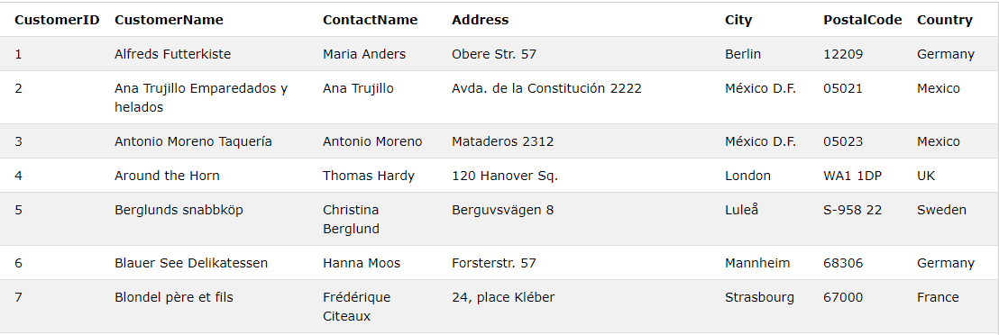 CustomerID CustomerName ContactName Address City PostalCode Country
1 Alfreds Futterkiste Maria Anders Obere Str. 57 Berlin 12209 Germany
2 Ana Trujillo Emparedados y Ana Trujillo Avda. de la Constitución 2222 México D.F. 05021 Mexico
helados
3 Antonio Moreno Taquería Antonio Moreno Mataderos 2312 México D.F. 05023 Mexico
4 Around the Horn Thomas Hardy 120 Hanover Sq. London WA1 1DP UK
5 Berglunds snabbköp Christina Berguvsvägen 8 Luleå S-958 22 Sweden
Berglund
6 Blauer See Delikatessen Hanna Moos Forsterstr. 57 Mannheim 68306 Germany
7 Blondel père et fils Frédérique 24, place Kléber Strasbourg 67000 France
Citeaux